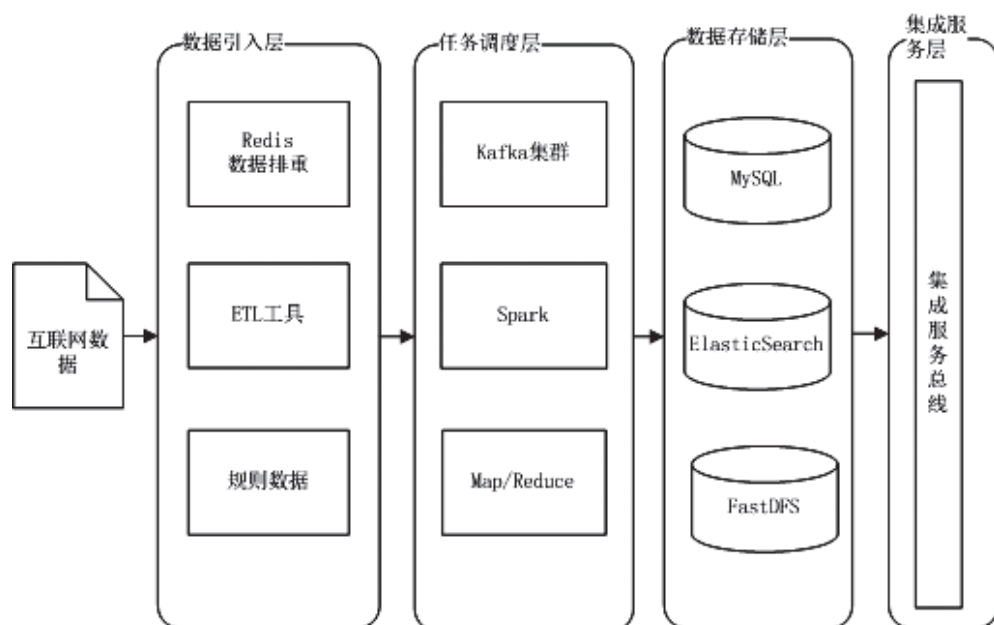 数据引入层
Redis
数据排重
ETL工具
规则数据
互联网数
据
任务调度层
Kafka集群
Spark
Map/Reduce
数据存储层
MySQL
ElasticSearch
FastDFS
集成服
务层
集成服务总线